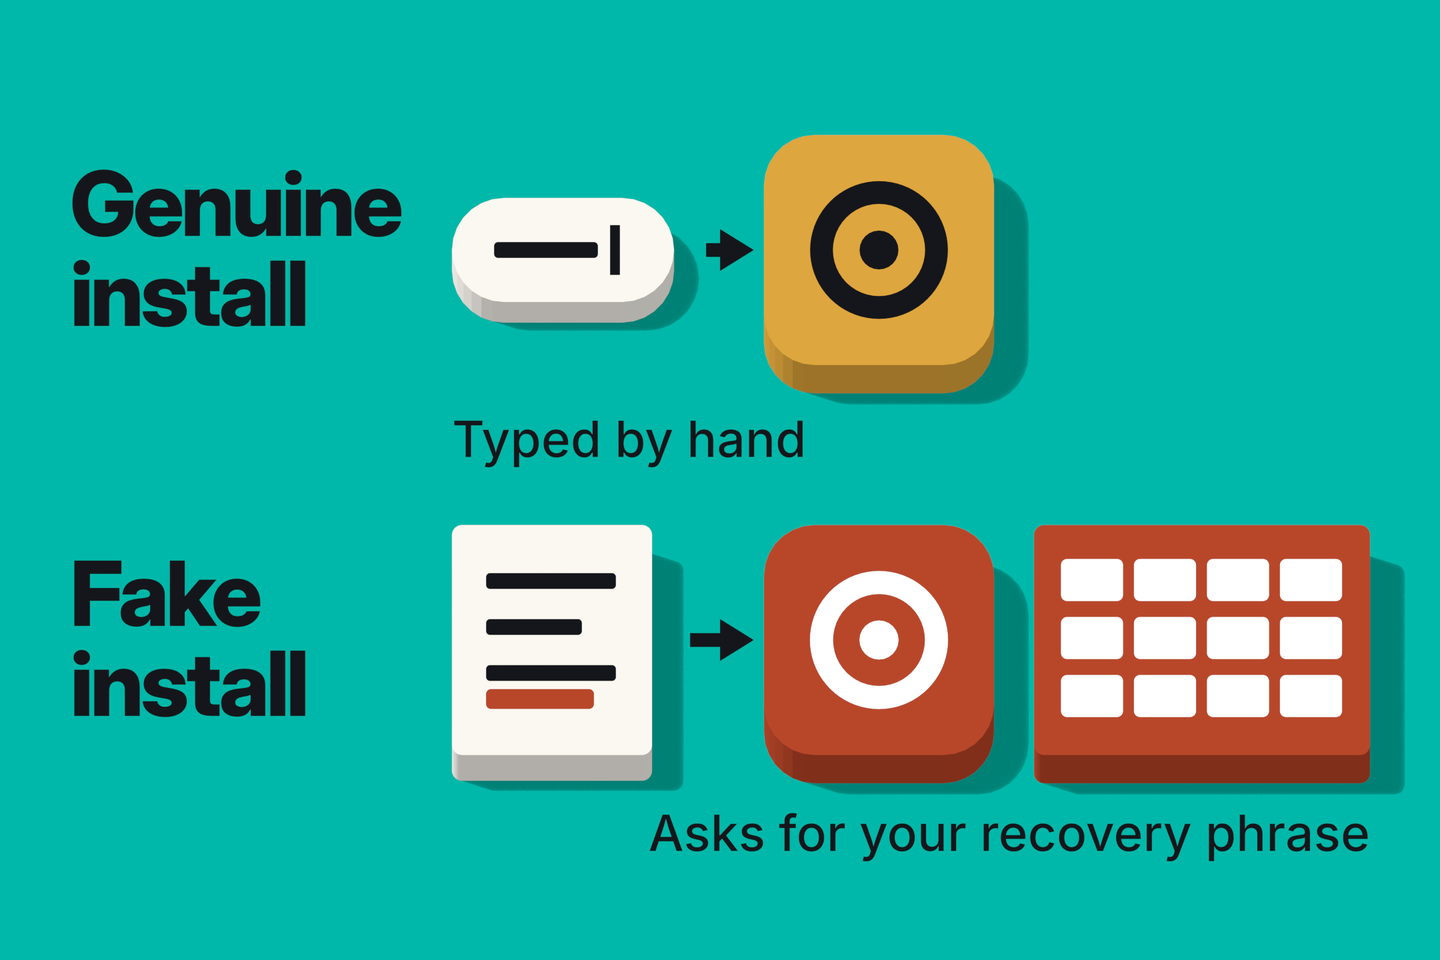 Genuine
install
Typed by hand
Fake
install
Asks for your recovery phrase